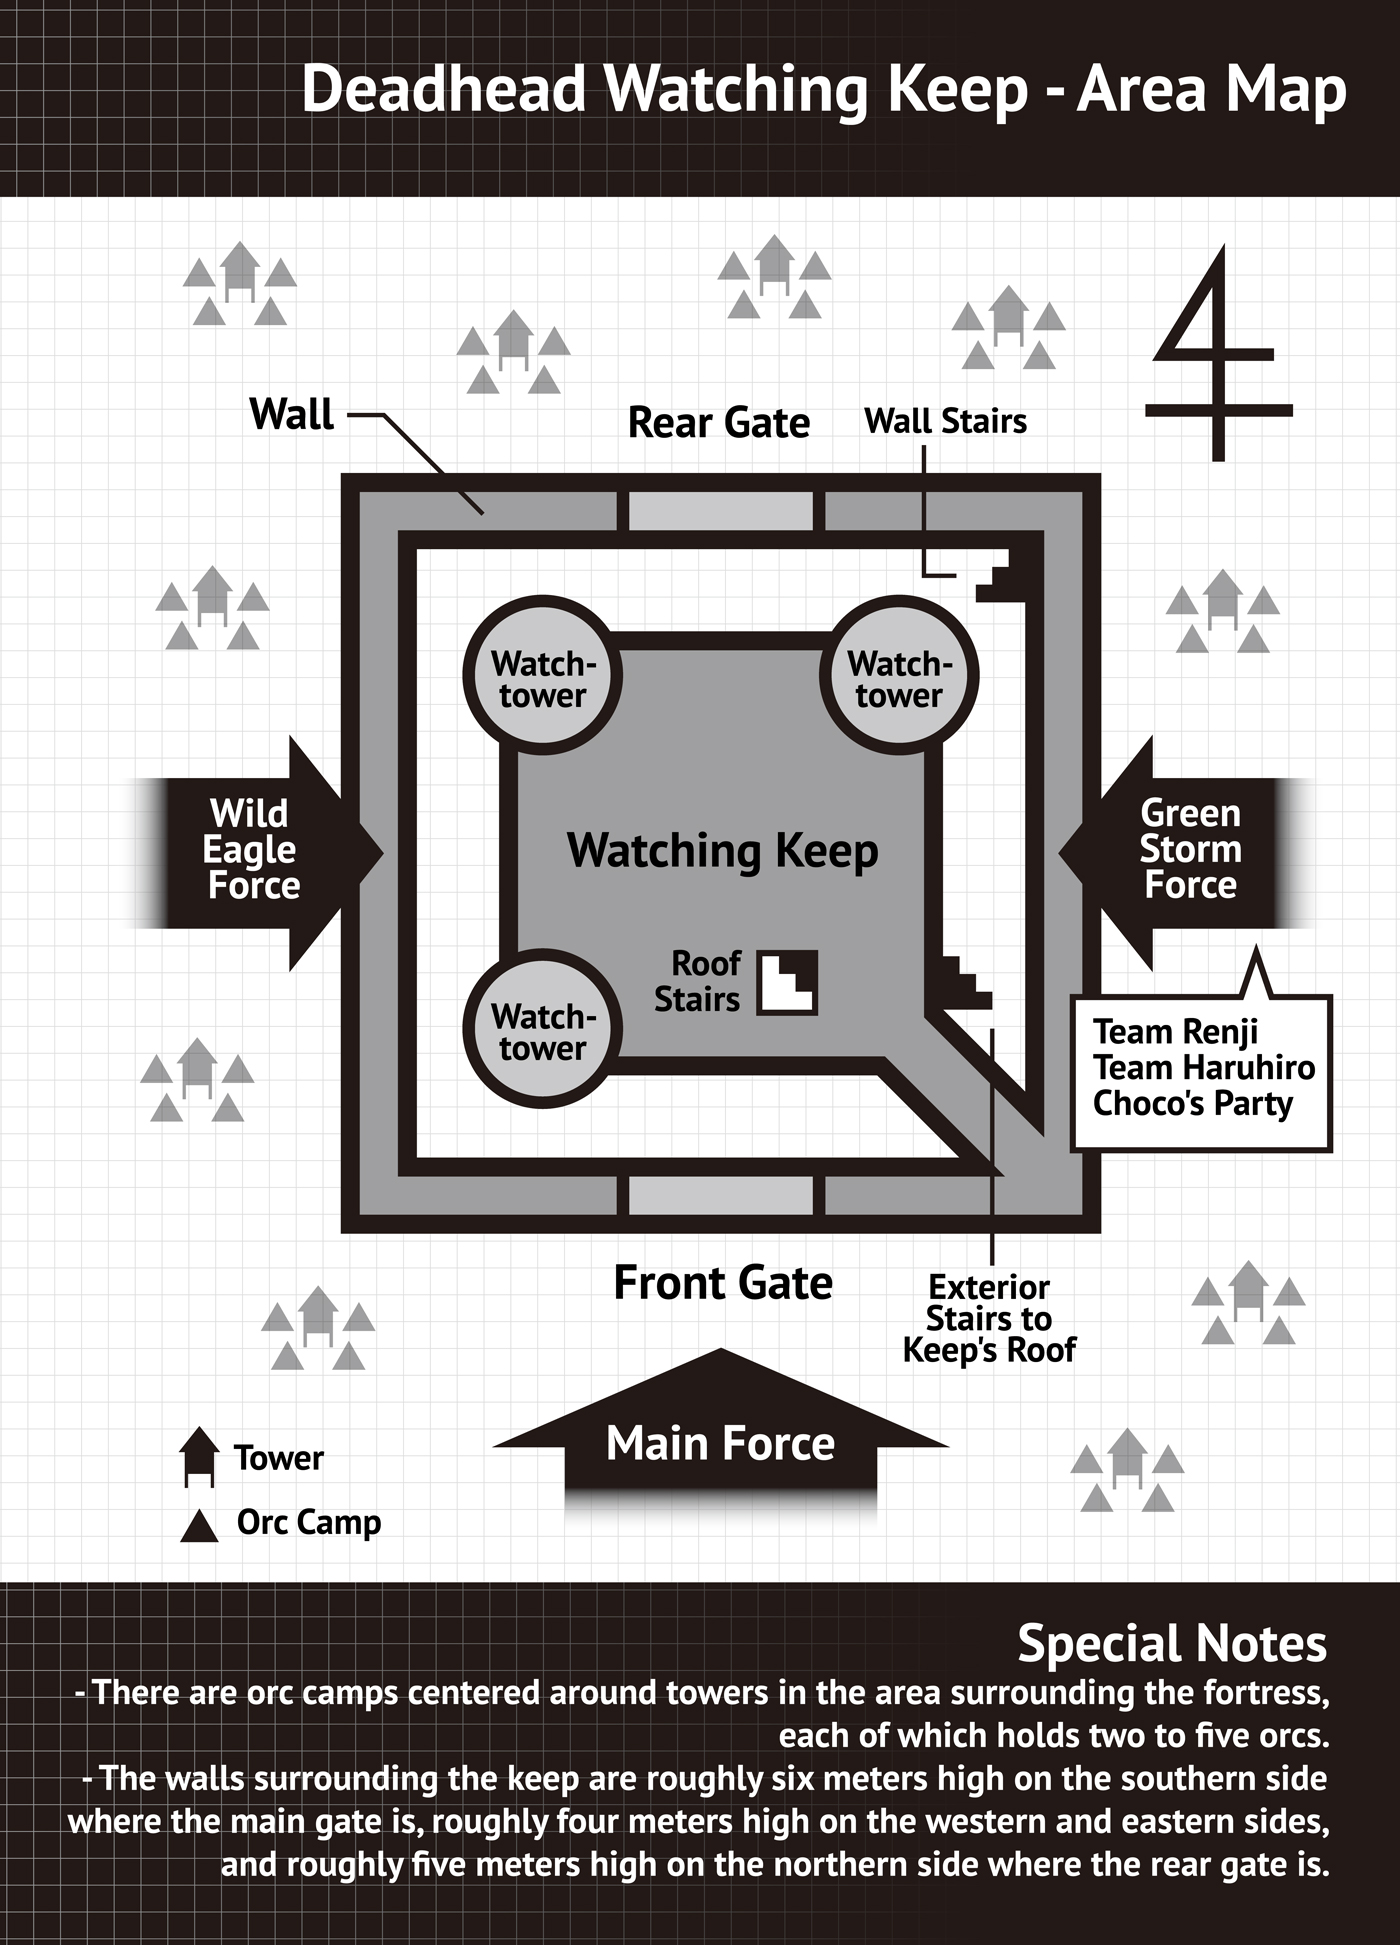 Deadhead Watching Keep - Area Map
Wall
Rear Gate
Wall Stairs
Watch-
tower
Watch-
tower
Wild
Eagle
Force
Watching Keep
Green
Storm
Force
Roof
Stairs
Watch-
tower
Team Renji
Team Haruhiro
Choco's Party
Front Gate
Exterior
Stairs to
Keep's Roof
Main Force
Tower
Orc Camp
Special Notes
- There are orc camps centered around towers in the area surrounding the fortress,
each of which holds two to five orcs.
- The walls surrounding the keep are roughly six meters high on the southern side
where the main gate is, roughly four meters high on the western and eastern sides,
and roughly five meters high on the northern side where the rear gate is.